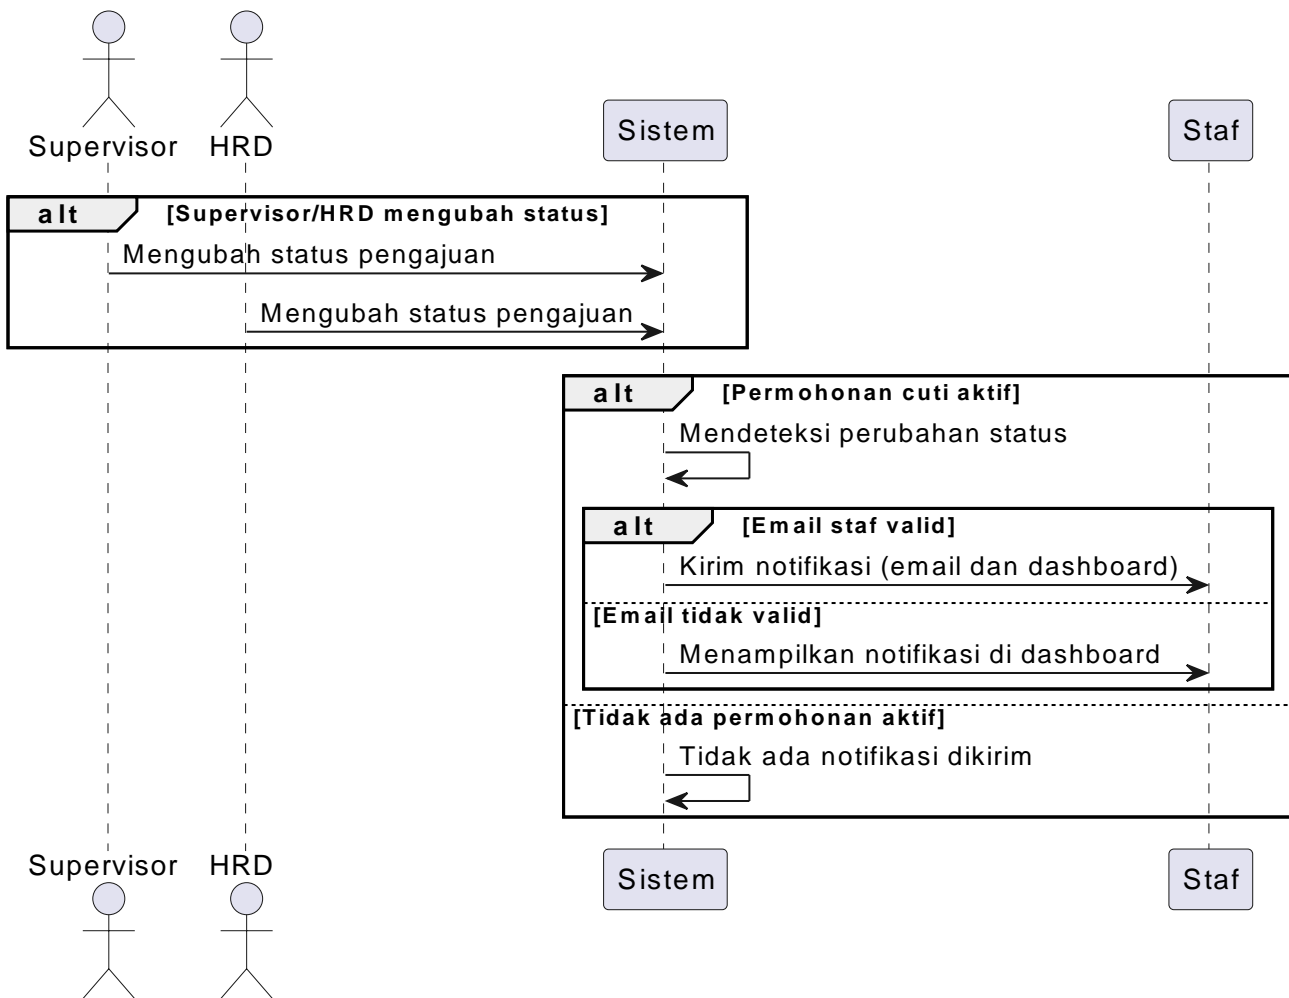 Supervisor
HRD
Sistem
Staf
alt [Supervisor/HRD mengubah status]
Mengubah status pengajuan
Mengubah status pengajuan
alt [Permohonan cuti aktif]
Mendeteksi perubahan status
alt [Email staf valid]
Kirim notifikasi (email dan dashboard)
[Email tidak valid]
Menampilkan notifikasi di dashboard
[Tidak ada permohonan aktif]
Tidak ada notifikasi dikirim
Supervisor
HRD
Sistem
Staf